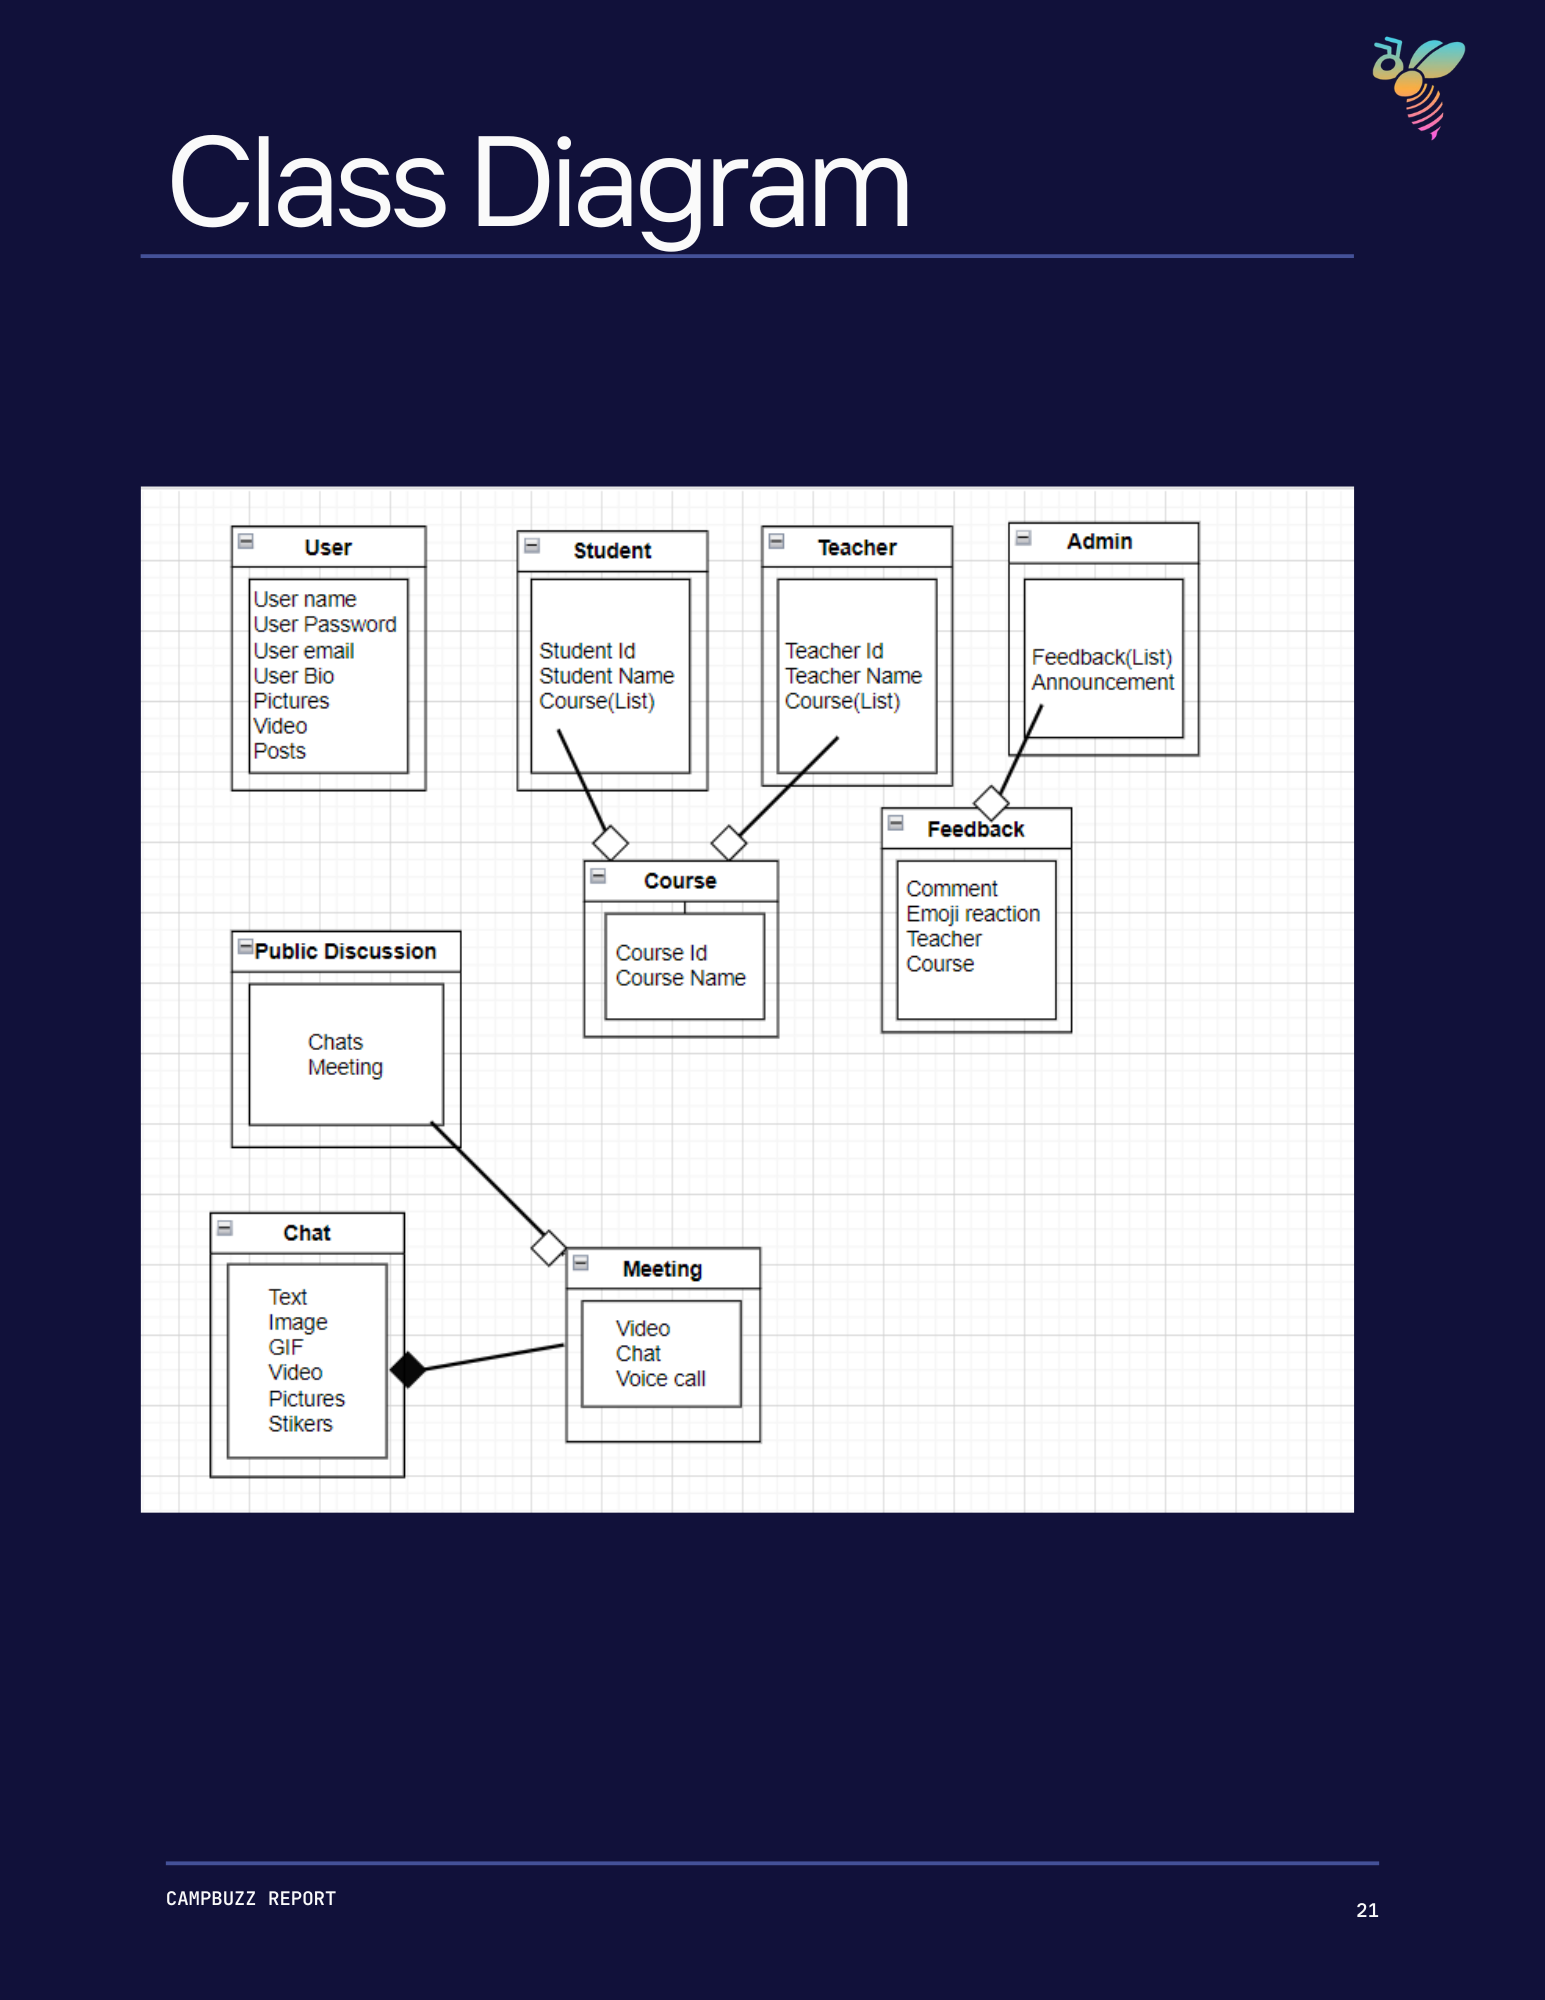 Class Diagram
User
User name
User Password
User email
User Bio
Pictures
Video
Posts
Student
Student Id
Student Name
Course(List)
Teacher
Teacher Id
Teacher Name
Course(List)
Admin
Feedback(List)
Announcement
Course
Course Id
Course Name
Feedback
Comment
Emoji reaction
Teacher
Course
Public Discussion
Chats
Meeting
Chat
Text
Image
GIF
Video
Pictures
Stikers
Meeting
Video
Chat
Voice call
CAMPBUZZ REPORT
21